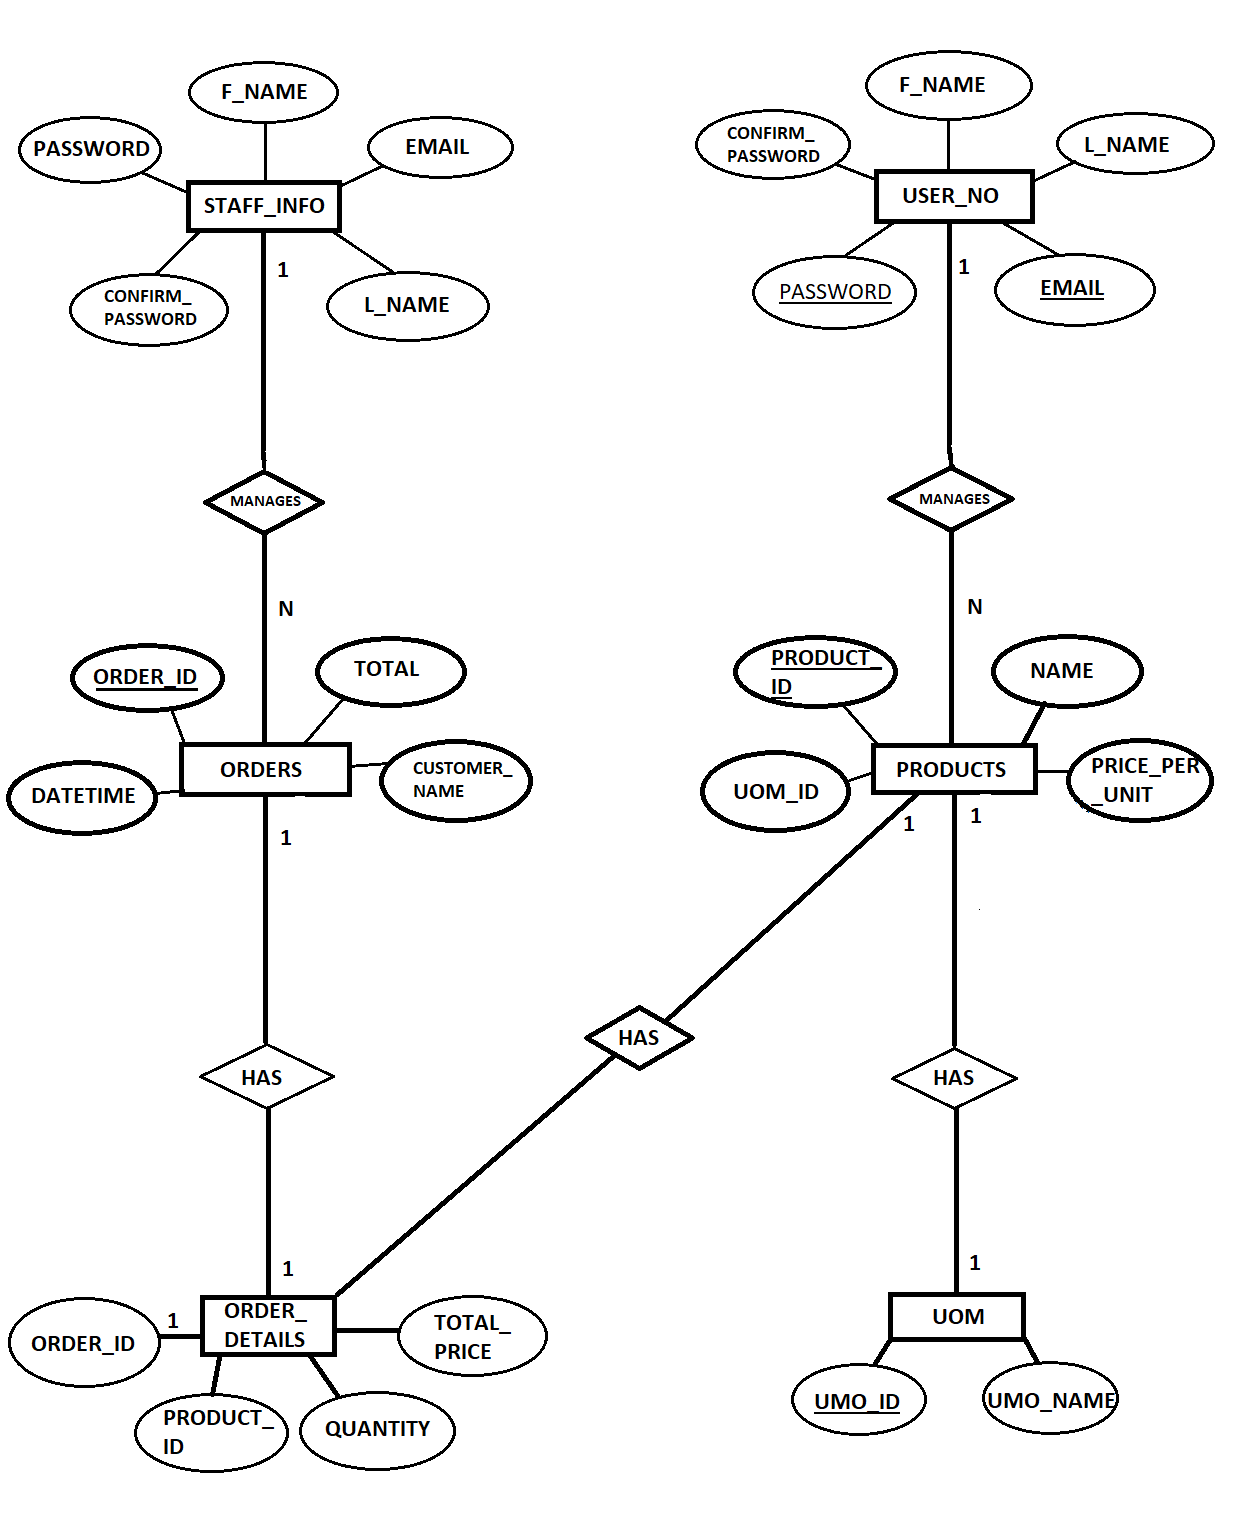 F_NAME
PASSWORD
EMAIL
STAFF_INFO
1
CONFIRM_
PASSWORD
L_NAME
F_NAME
CONFIRM_
PASSWORD
L_NAME
USER_NO
1
PASSWORD
EMAIL
MANAGES
MANAGES
N
N
ORDER_ID
TOTAL
ORDERS
CUSTOMER_
NAME
DATETIME
1
PRODUCT_
ID
NAME
PRODUCTS
PRICE_PER
_UNIT
UOM_ID
1
1
HAS
HAS
HAS
1
1
1
ORDER_
DETAILS
ORDER_ID
TOTAL_
PRICE
PRODUCT_
ID
QUANTITY
UOM
UMO_ID
UMO_NAME